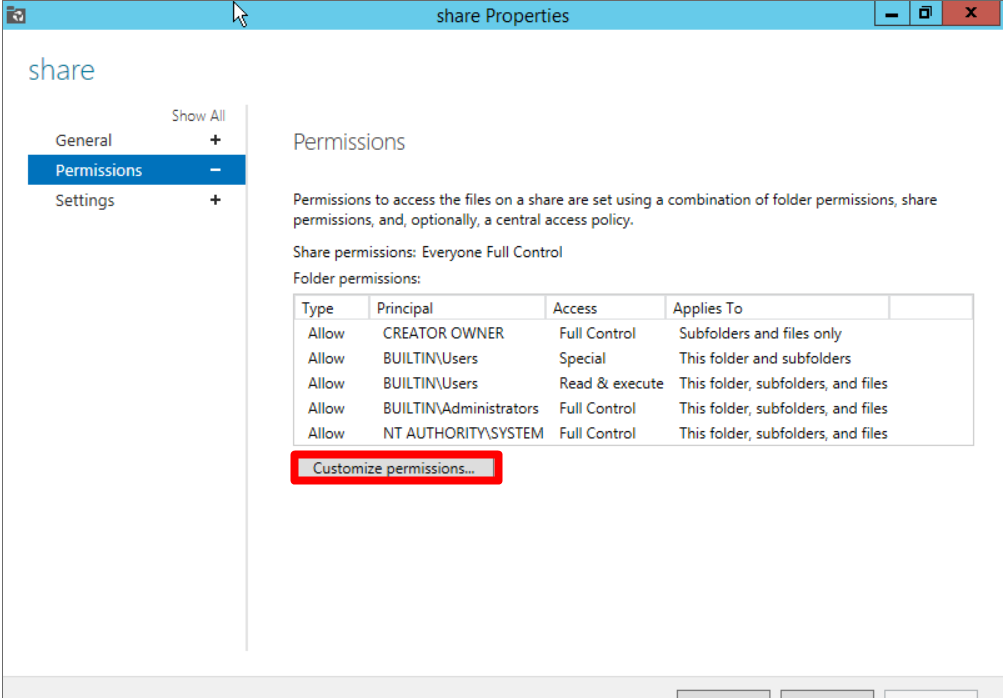 share Properties
share
Show All
General +
Permissions −
Settings +
Permissions
Permissions to access the files on a share are set using a combination of folder permissions, share
permissions, and, optionally, a central access policy.
Share permissions: Everyone Full Control
Folder permissions:
Type Principal Access Applies To
Allow CREATOR OWNER Full Control Subfolders and files only
Allow BUILTIN\Users Special This folder and subfolders
Allow BUILTIN\Users Read & execute This folder, subfolders, and files
Allow BUILTIN\Administrators Full Control This folder, subfolders, and files
Allow NT AUTHORITY\SYSTEM Full Control This folder, subfolders, and files
Customize permissions...